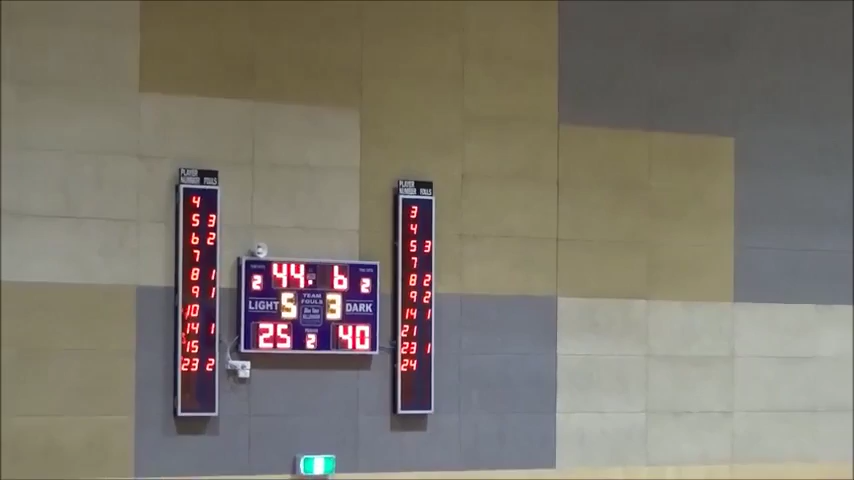 PLAYER
NUMBER FOULS
4
5 3
6 2
7
8 1
9 1
10
14 1
15
23 2
44:6
2 2
TEAM
FOULS
LIGHT 5 3 DARK
25 2 40
PLAYER
NUMBER FOULS
3
4
5 3
7
8 2
9 2
14 1
21
23 1
24